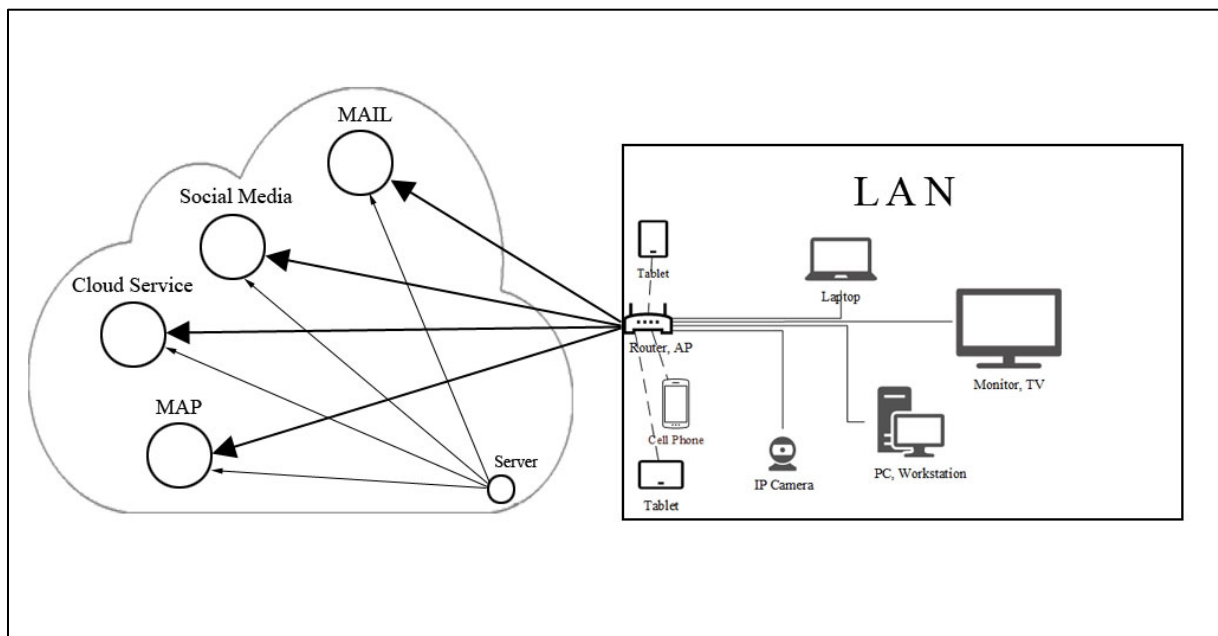 MAIL
Social Media
Cloud Service
MAP
Server
LAN
Tablet
Laptop
Router, AP
Monitor, TV
Cell Phone
PC, Workstation
IP Camera
Tablet